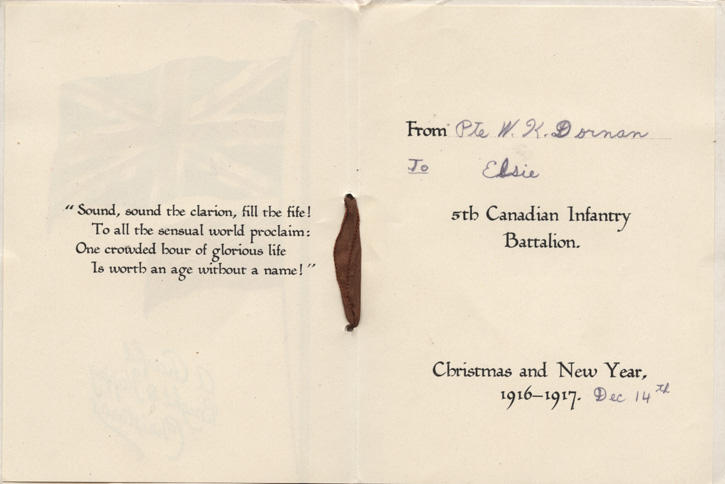 “Sound, sound the clarion, fill the fife!
To all the sensual world proclaim:
One crowded hour of glorious life
Is worth an age without a name!”
From Pte W. K. Dornan
To Elsie
5th Canadian Infantry
Battalion.
Christmas and New Year,
1916–1917. Dec 14th